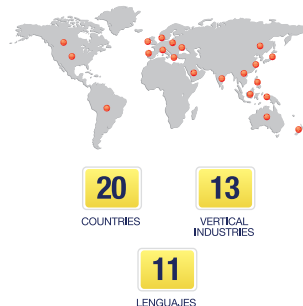 20
13
COUNTRIES
VERTICAL
INDUSTRIES
11
LENGUAJES